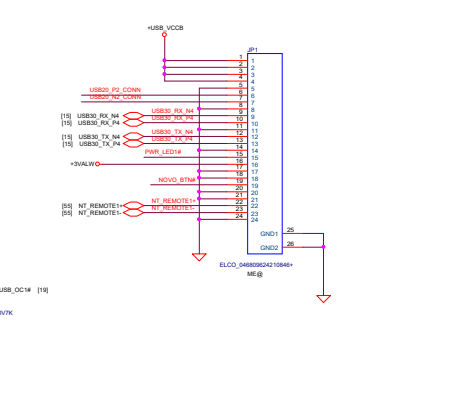 +USB_VCCB
JP1
1 1
2 2
3 3
4 4
5 5
USB20_P2_CONN 6 6
USB20_N2_CONN 7 7
8 8
[15] USB30_RX_N4 USB30_RX_N4 9 9
[15] USB30_RX_P4 USB30_RX_P4 10 10
11 11
[15] USB30_TX_N4 USB30_TX_N4 12 12
[15] USB30_TX_P4 USB30_TX_P4 13 13
14 14
PWR_LED1# 15 15
+3VALW 16 16
17 17
18 18
NOVO_BTN# 19 19
20 20
21 21
[55] NT_REMOTE1+ NT_REMOTE1+ 22 22
[55] NT_REMOTE1- NT_REMOTE1- 23 23
24 24
GND1 25
GND2 26
ELCO_046809624210846+
ME@
USB_OC1# [19]
0V7K